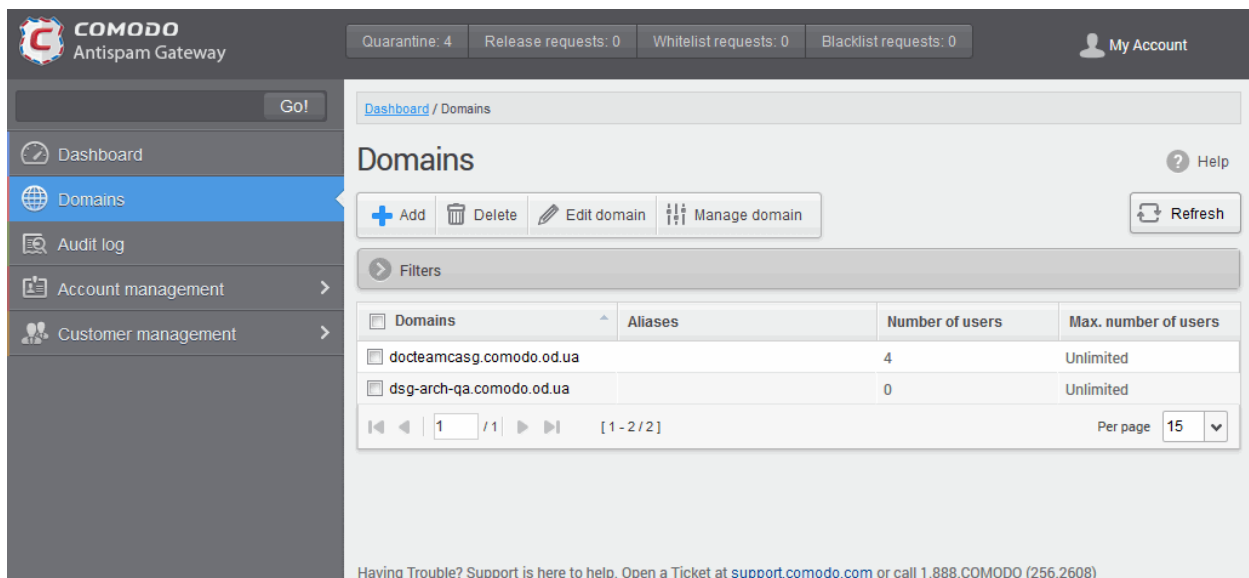 COMODO
Antispam Gateway
Quarantine: 4 Release requests: 0 Whitelist requests: 0 Blacklist requests: 0
My Account
Go!
Dashboard
Domains
Audit log
Account management
Customer management
Dashboard / Domains
Domains
Help
Add Delete Edit domain Manage domain
Refresh
Filters
Domains Aliases Number of users Max. number of users
docteamcasg.comodo.od.ua 4 Unlimited
dsg-arch-qa.comodo.od.ua 0 Unlimited
1 / 1 [ 1 - 2 / 2 ] Per page 15
Having Trouble? Support is here to help. Open a Ticket at support.comodo.com or call 1.888.COMODO (256.2608)